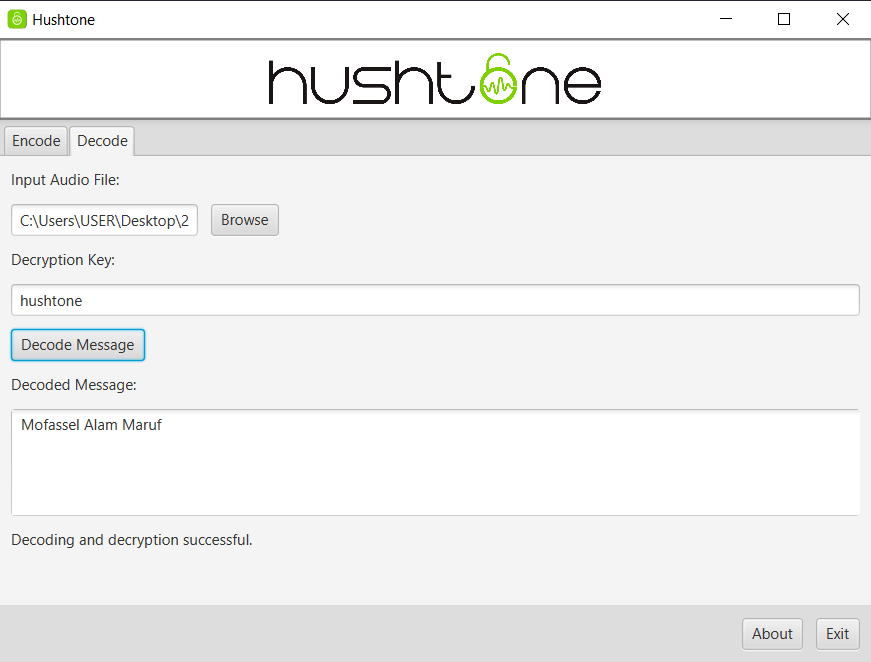 Hushtone
hushtone
Encode Decode
Input Audio File:
C:\Users\USER\Desktop\2 Browse
Decryption Key:
hushtone
Decode Message
Decoded Message:
Mofassel Alam Maruf
Decoding and decryption successful.
About Exit